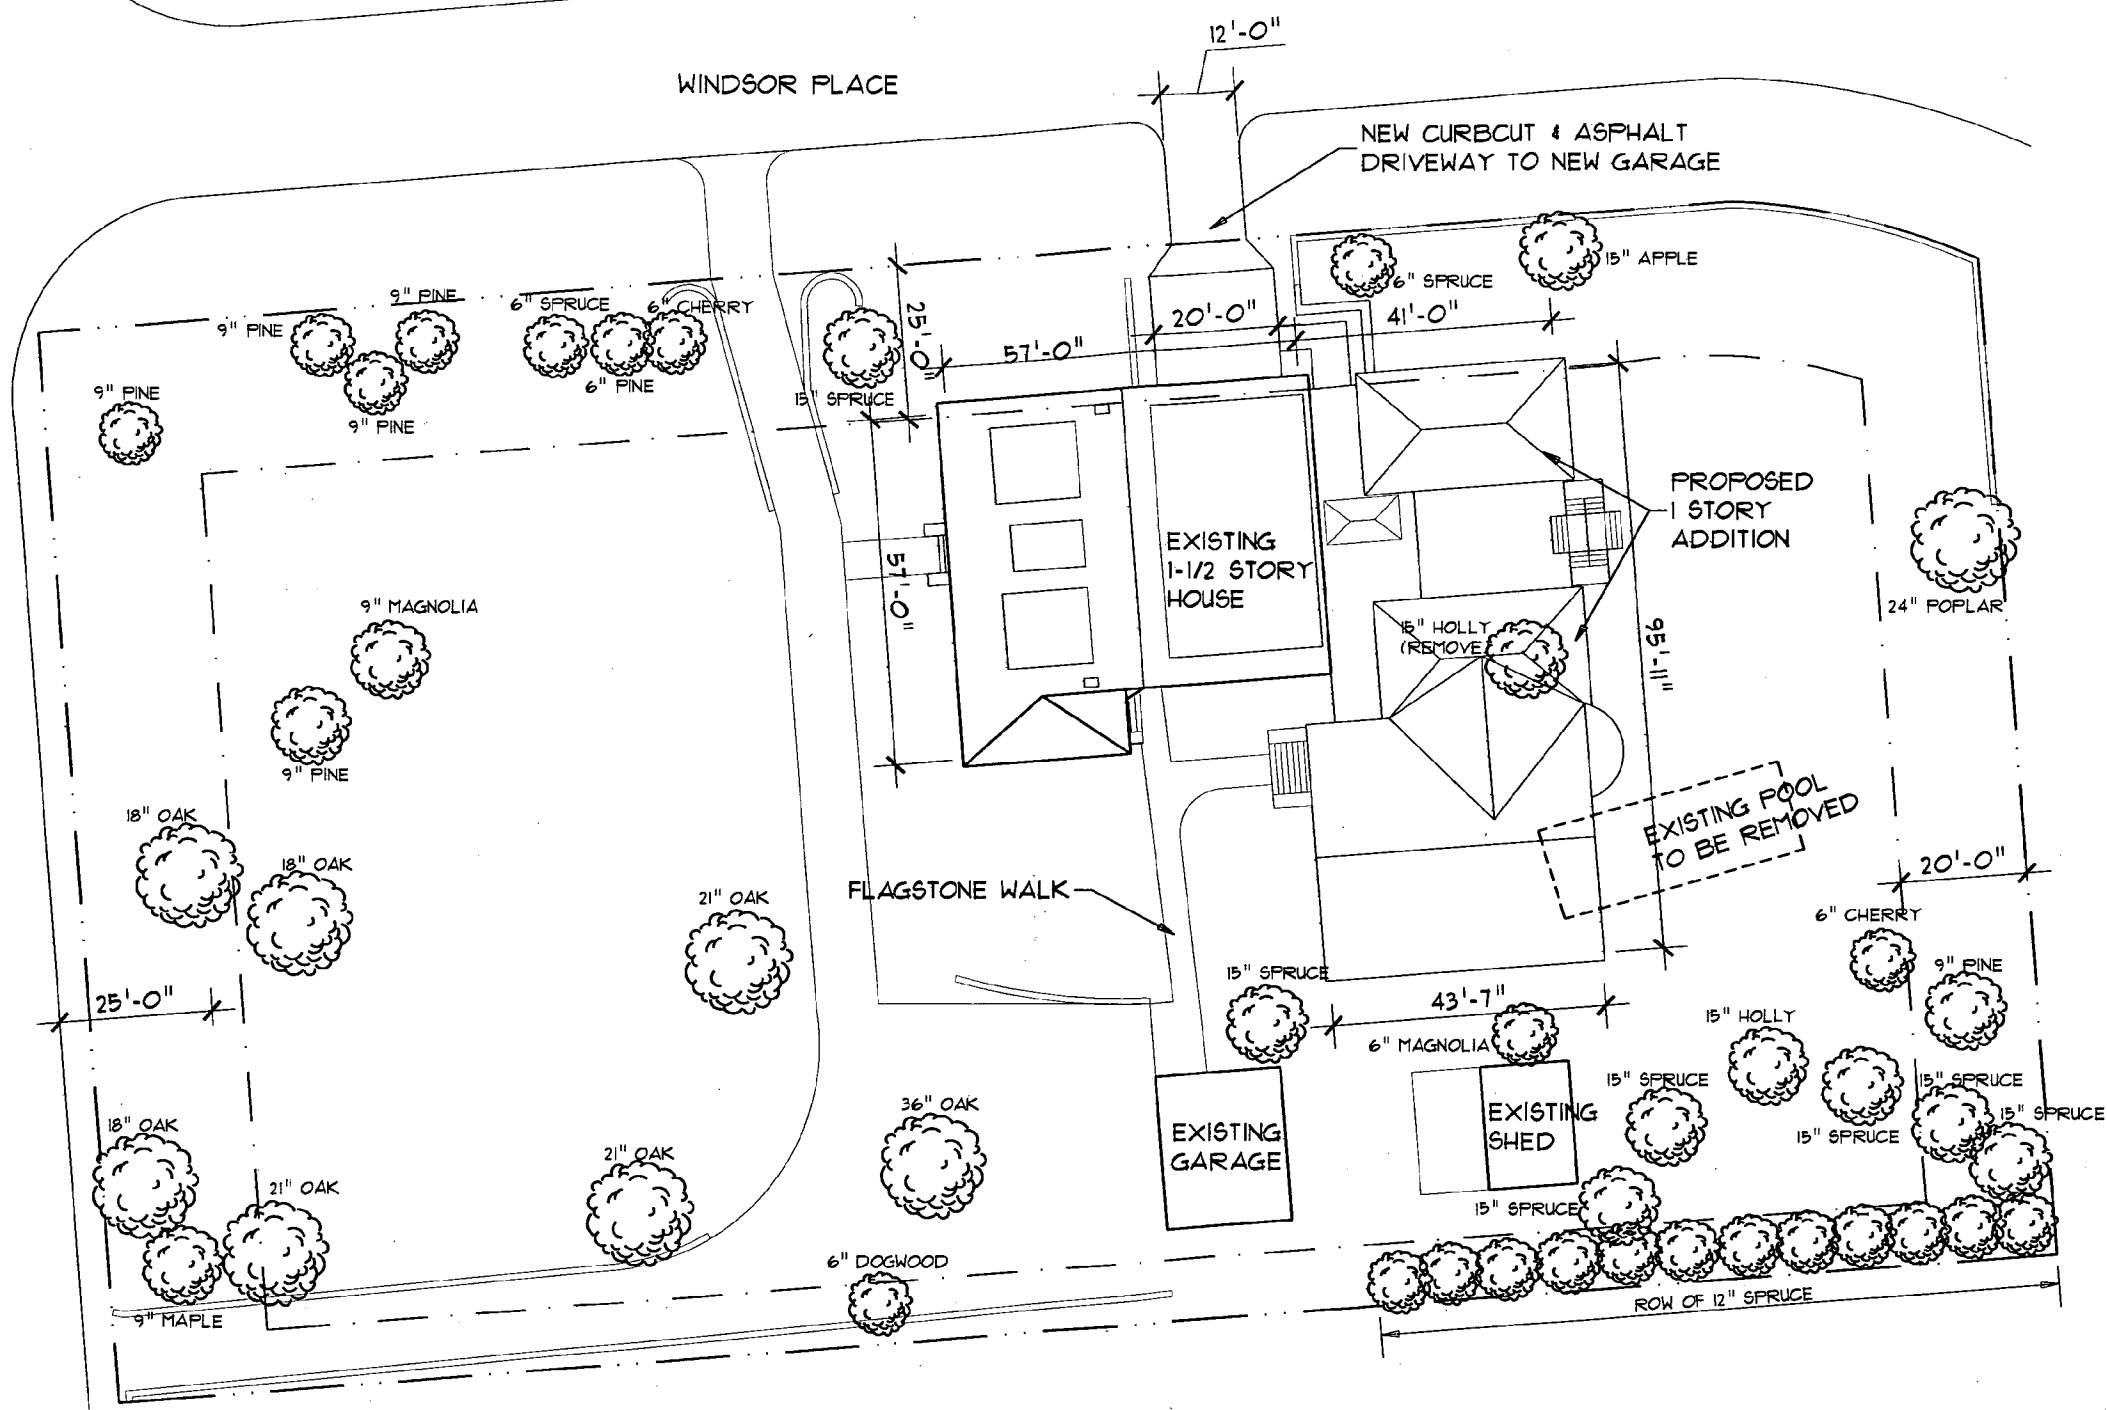 12'-0"
WINDSOR PLACE
NEW CURBCUT & ASPHALT
DRIVEWAY TO NEW GARAGE
15" APPLE
6" SPRUCE
9" PINE
6" SPRUCE
6" CHERRY
9" PINE
25'-0"
20'-0"
41'-0"
57'-0"
6" PINE
9" PINE
15" SPRUCE
9" PINE
PROPOSED
1 STORY
ADDITION
EXISTING
1-1/2 STORY
HOUSE
57'-0"
9" MAGNOLIA
24" POPLAR
15" HOLLY
(REMOVE)
95'-11"
9" PINE
EXISTING POOL
TO BE REMOVED
18" OAK
18" OAK
20'-0"
21" OAK
FLAGSTONE WALK
6" CHERRY
9" PINE
15" SPRUCE
25'-0"
43'-7"
15" HOLLY
6" MAGNOLIA
15" SPRUCE
15" SPRUCE
36" OAK
15" SPRUCE
18" OAK
EXISTING
GARAGE
EXISTING
SHED
15" SPRUCE
21" OAK
21" OAK
15" SPRUCE
6" DOGWOOD
ROW OF 12" SPRUCE
9" MAPLE